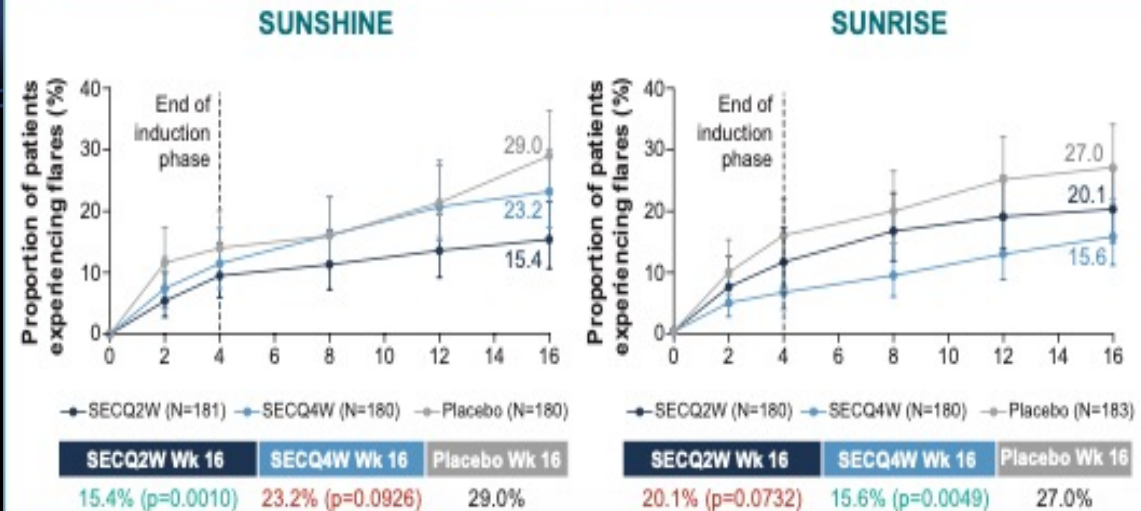 SUNSHINE
Proportion of patients
experiencing flares (%)
40
30
20
10
0
End of
induction
phase
29.0
23.2
15.4
0 2 4 6 8 10 12 14 16
SECQ2W (N=181) SECQ4W (N=180) Placebo (N=180)
SECQ2W Wk 16 SECQ4W Wk 16 Placebo Wk 16
15.4% (p=0.0010) 23.2% (p=0.0926) 29.0%
SUNRISE
Proportion of patients
experiencing flares (%)
40
30
20
10
0
End of
induction
phase
27.0
20.1
15.6
0 2 4 6 8 10 12 14 16
SECQ2W (N=180) SECQ4W (N=180) Placebo (N=183)
SECQ2W Wk 16 SECQ4W Wk 16 Placebo Wk 16
20.1% (p=0.0732) 15.6% (p=0.0049) 27.0%